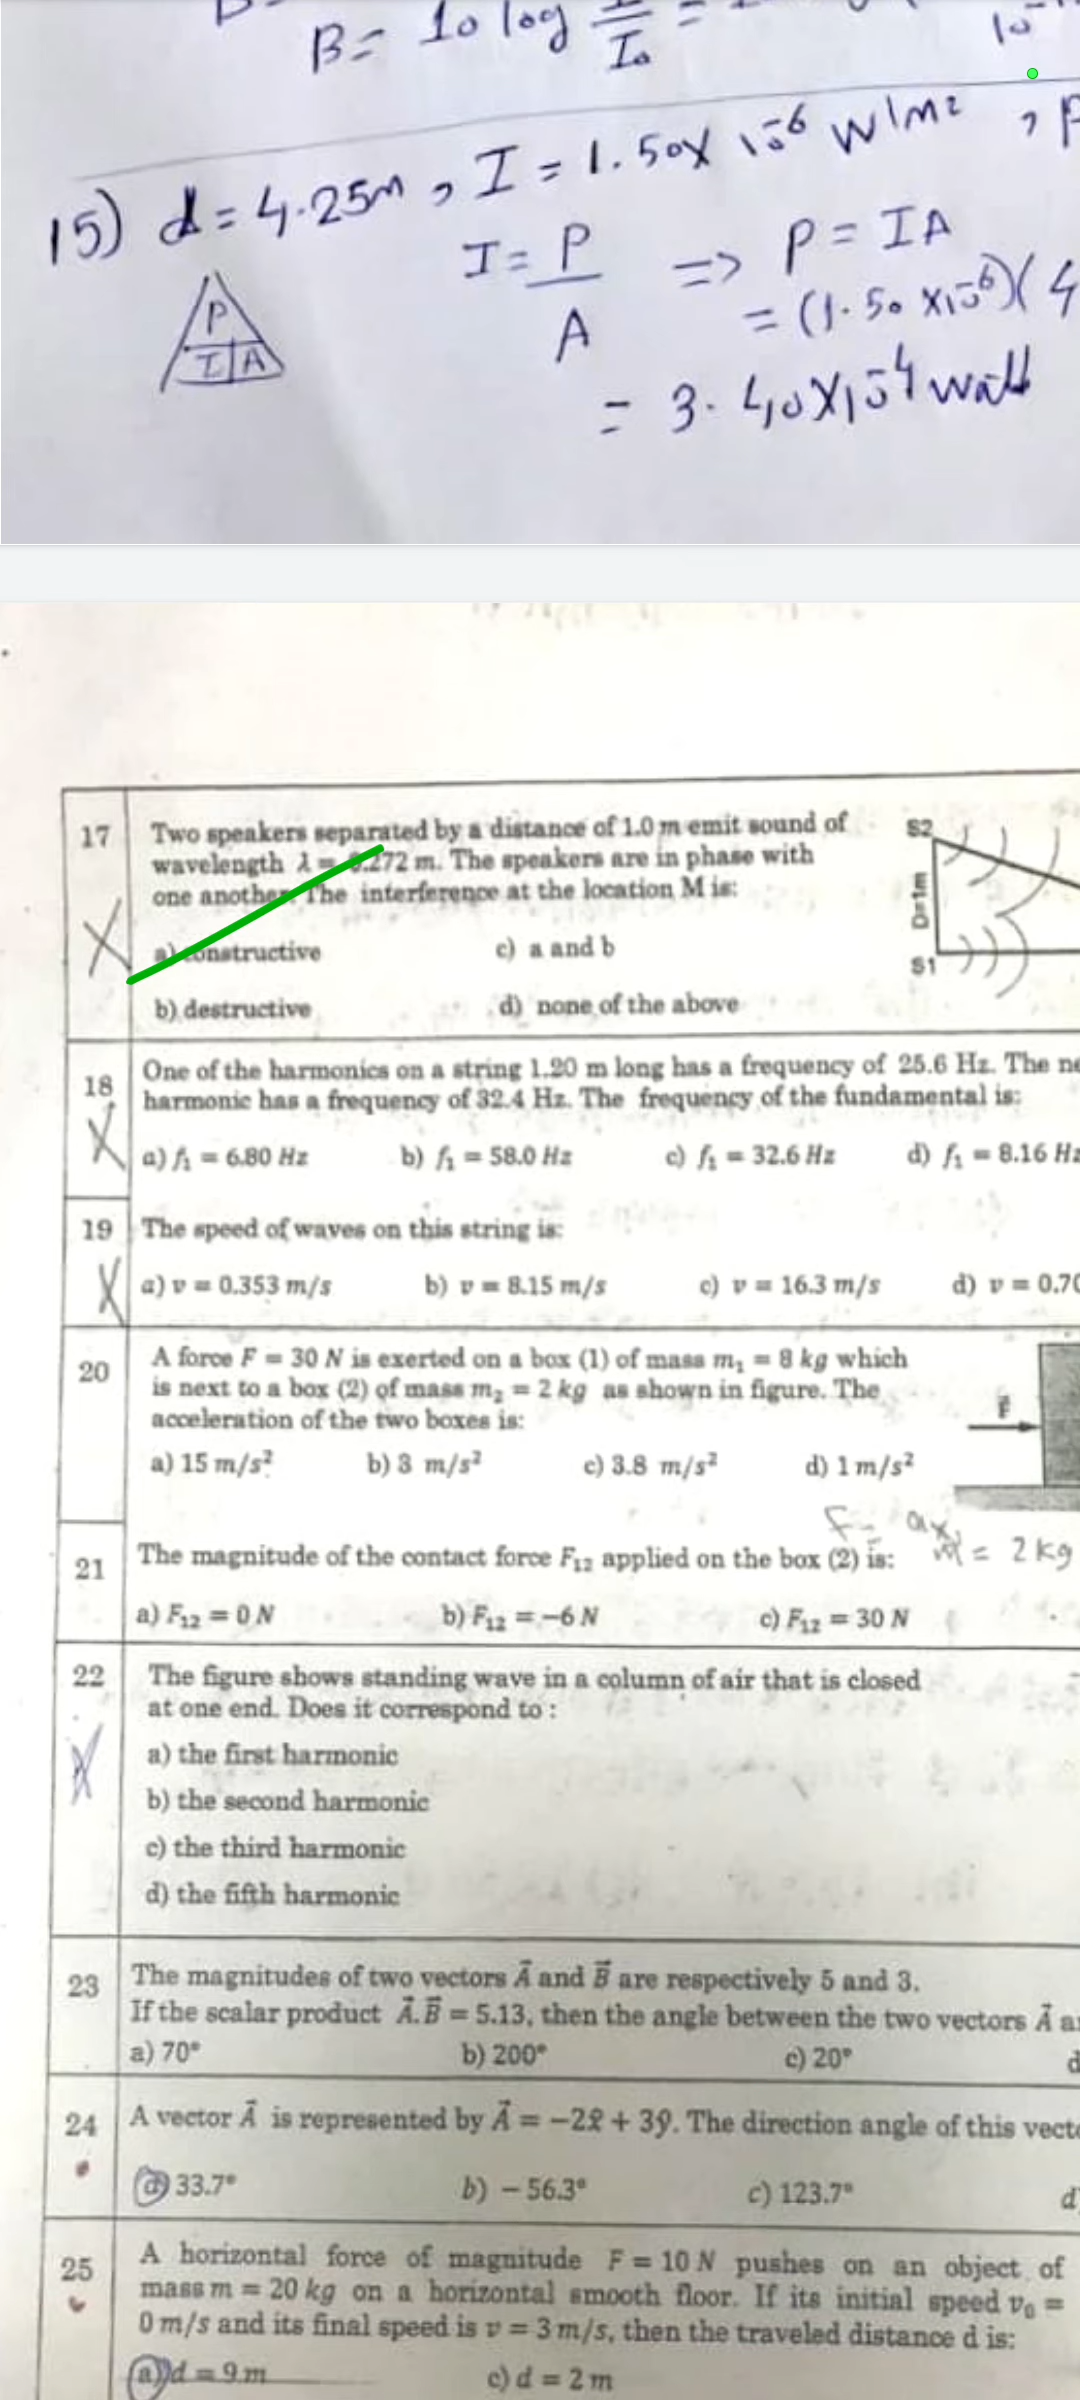 B = 10 log I/I₀ =
15) d = 4.25m , I = 1.50 x 10⁻⁶ W/m² , P
I = P/A => P = IA
= (1.50 x 10⁻⁶)(4
= 3.40 x 10⁻⁴ watt
P
I A
17 Two speakers separated by a distance of 1.0 m emit sound of
wavelength λ = 0.272 m. The speakers are in phase with
one another. The interference at the location M is:
a) constructive c) a and b
b) destructive d) none of the above
S2
D=1m
S1
18 One of the harmonics on a string 1.20 m long has a frequency of 25.6 Hz. The
harmonic has a frequency of 32.4 Hz. The frequency of the fundamental is:
a) f₁ = 6.80 Hz b) f₁ = 58.0 Hz c) f₁ = 32.6 Hz d) f₁ = 8.16 Hz
19 The speed of waves on this string is:
a) v = 0.353 m/s b) v = 8.15 m/s c) v = 16.3 m/s d) v = 0.70
20 A force F = 30 N is exerted on a box (1) of mass m₁ = 8 kg which
is next to a box (2) of mass m₂ = 2 kg as shown in figure. The
acceleration of the two boxes is:
a) 15 m/s² b) 3 m/s² c) 3.8 m/s² d) 1 m/s²
F
F = ax
m = 2 kg
21 The magnitude of the contact force F₁₂ applied on the box (2) is:
a) F₁₂ = 0 N b) F₁₂ = -6 N c) F₁₂ = 30 N
22 The figure shows standing wave in a column of air that is closed
at one end. Does it correspond to :
a) the first harmonic
b) the second harmonic
c) the third harmonic
d) the fifth harmonic
23 The magnitudes of two vectors A⃗ and B⃗ are respectively 5 and 3.
If the scalar product A⃗.B⃗ = 5.13, then the angle between the two vectors A⃗
a) 70° b) 200° c) 20° d
24 A vector A⃗ is represented by A⃗ = -2x̂ + 3ŷ. The direction angle of this
a) 33.7° b) - 56.3° c) 123.7° d
25 A horizontal force of magnitude F = 10 N pushes on an object of
mass m = 20 kg on a horizontal smooth floor. If its initial speed v₀ =
0 m/s and its final speed is v = 3 m/s, then the traveled distance d is:
a) d = 9 m c) d = 2 m